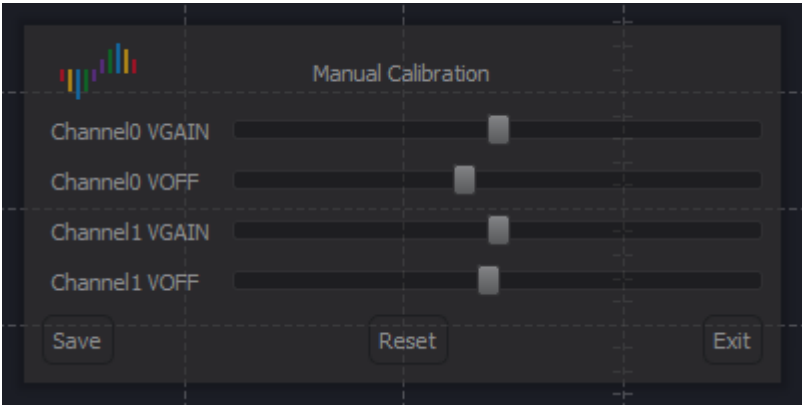 Manual Calibration
Channel0 VGAIN
Channel0 VOFF
Channel1 VGAIN
Channel1 VOFF
Save Reset Exit